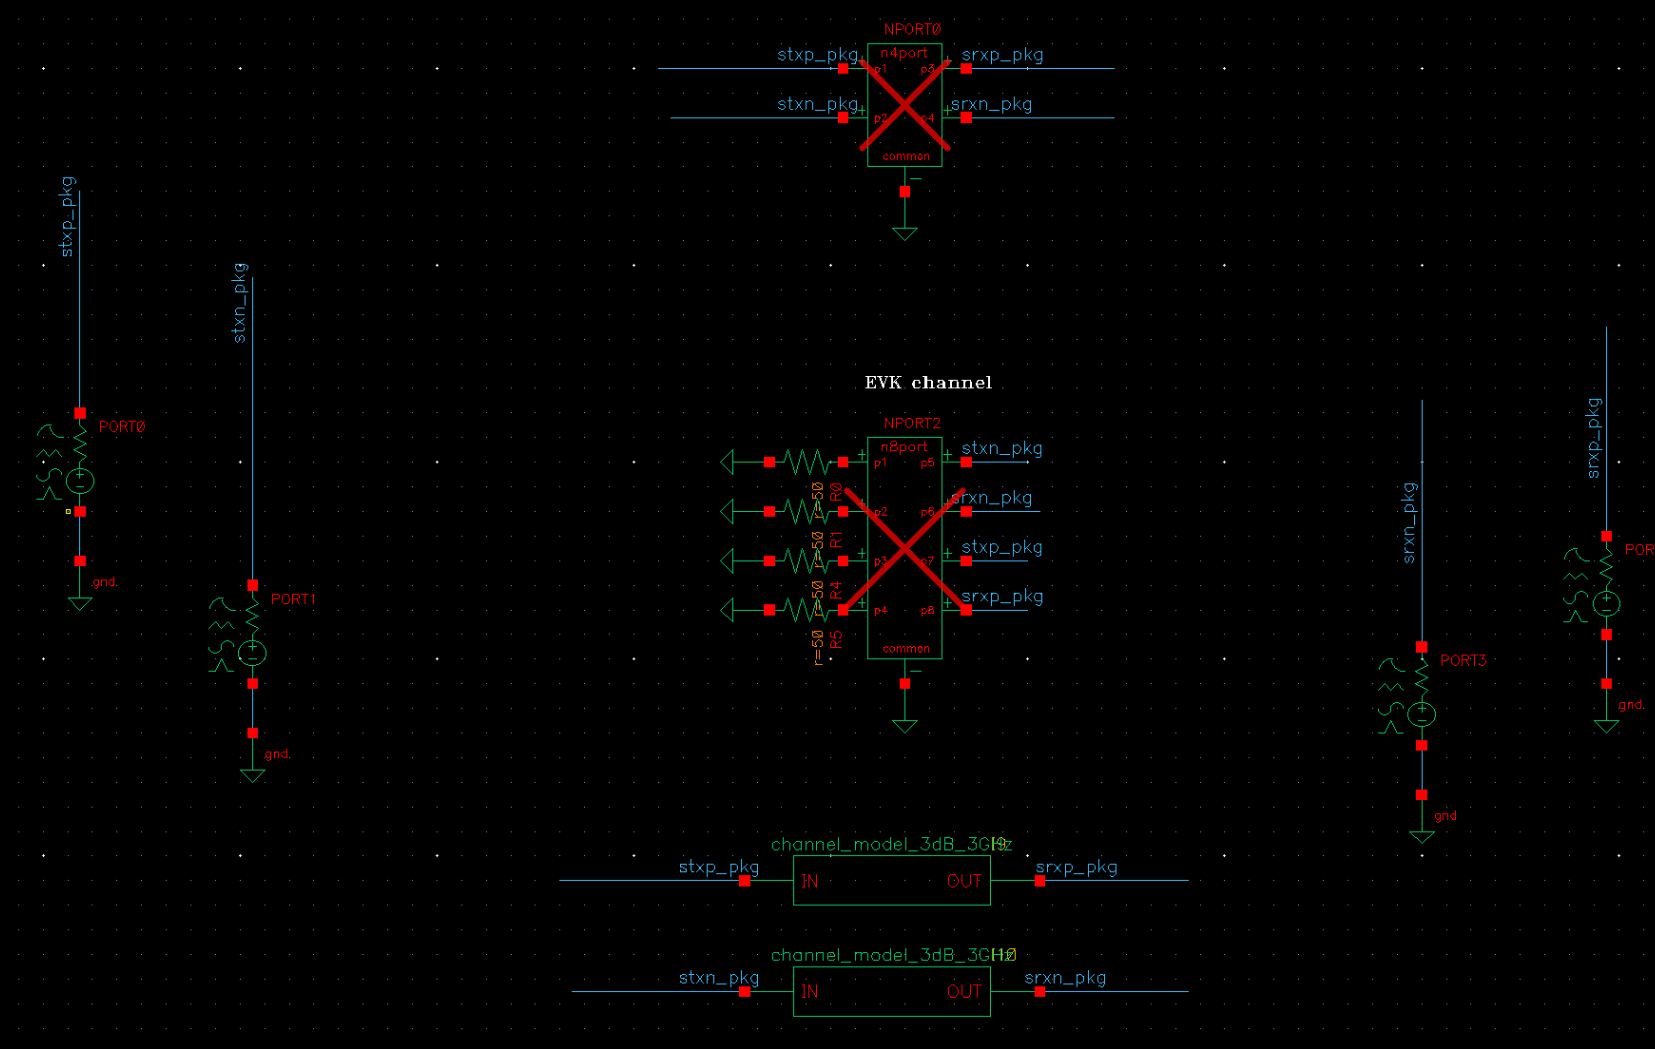 NPORT0
stxp_pkg n4port srxp_pkg
p1 p3
stxn_pkg srxn_pkg
p2 p4
common
stxp_pkg
stxn_pkg
EVK channel
srxp_pkg
srxn_pkg
PORT0
NPORT2
n8port stxn_pkg
p1 p5
r=50 R0 srxn_pkg
p2 p6
r=50 R1 stxp_pkg
p3 p7
r=50 R4 srxp_pkg
p4 p8
r=50 R5
common
gnd
PORT1
gnd
POR
gnd
PORT3
gnd
channel_model_3dB_3GHz
stxp_pkg srxp_pkg
IN OUT
channel_model_3dB_3GHz
stxn_pkg srxn_pkg
IN OUT